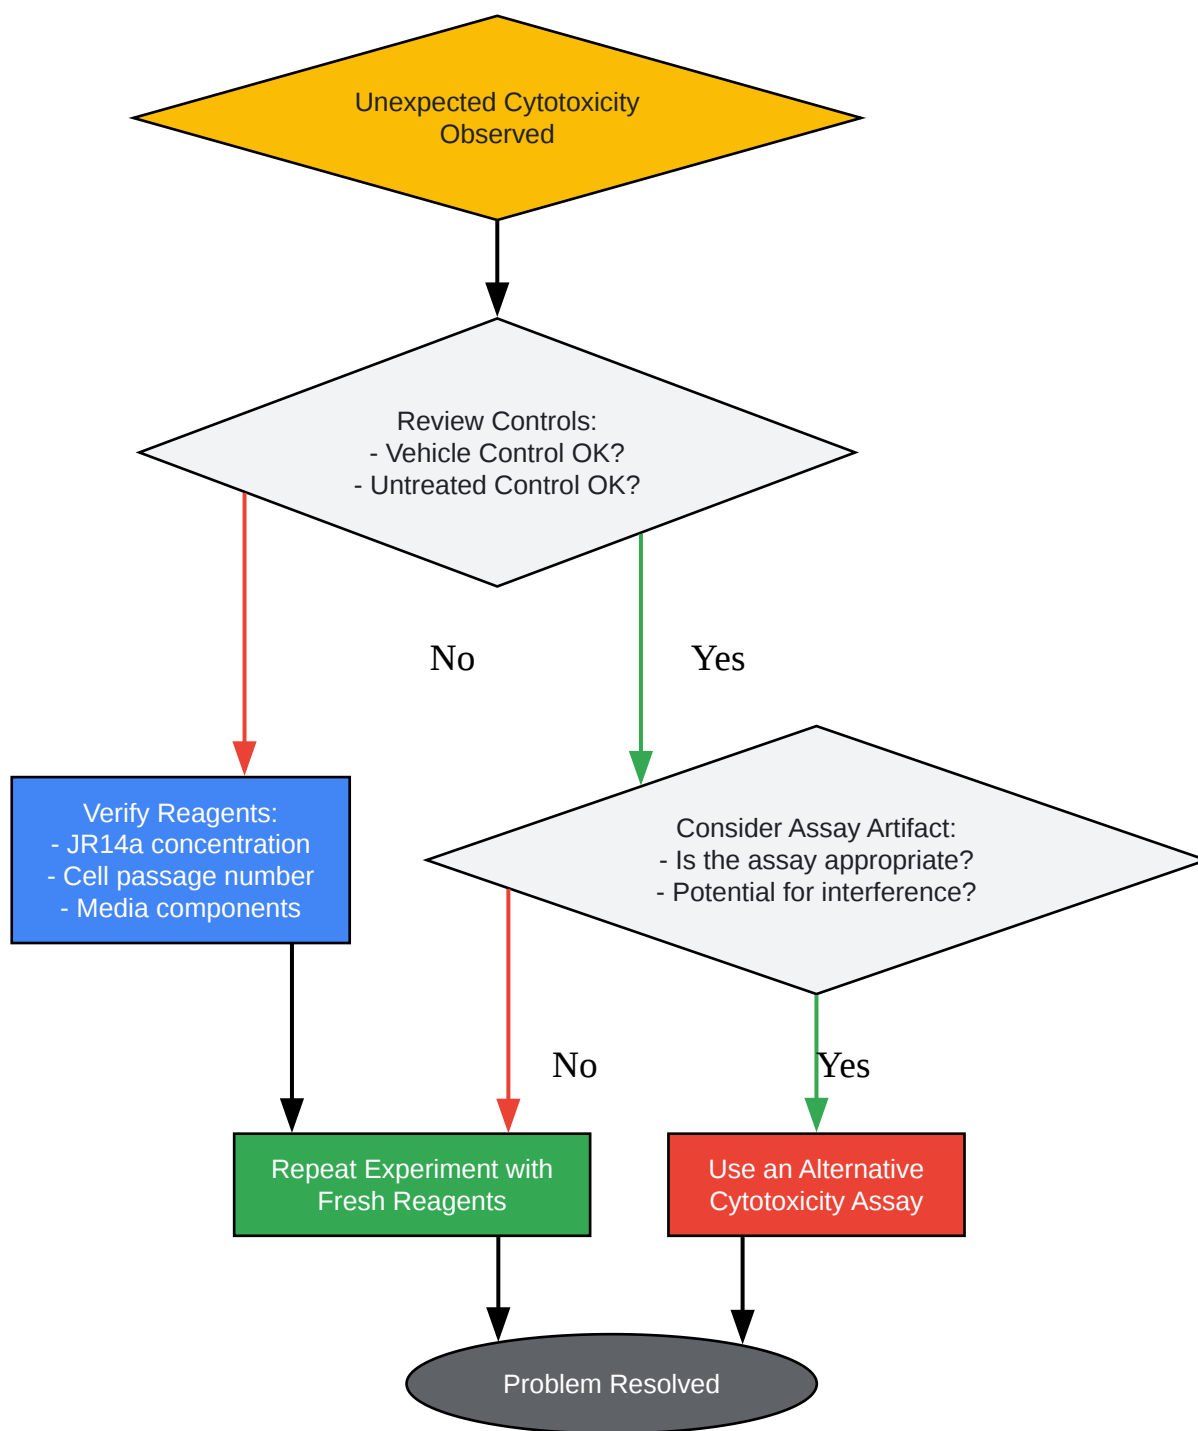 Unexpected Cytotoxicity
Observed
Review Controls:
- Vehicle Control OK?
- Untreated Control OK?
No
Yes
Verify Reagents:
- JR14a concentration
- Cell passage number
- Media components
Consider Assay Artifact:
- Is the assay appropriate?
- Potential for interference?
No
Yes
Repeat Experiment with
Fresh Reagents
Use an Alternative
Cytotoxicity Assay
Problem Resolved